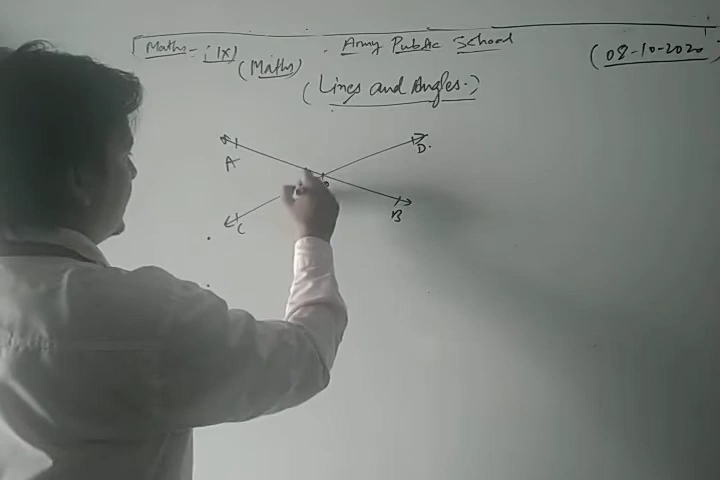 Maths - IX) Army Public School (08-10-2020)
(Maths)
(Lines and Angles.)
A D.
C B